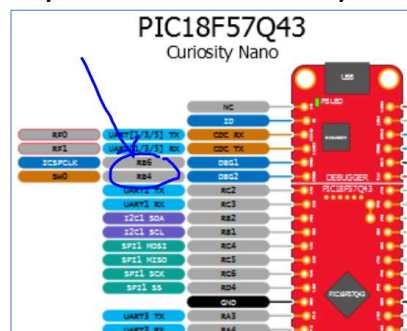 PIC18F57Q43
Curiosity Nano
USB
NC
PS LED
ID
RF0 UART[1/3/5] TX CDC RX
RF1 UART[1/3/5] RX CDC TX
ICSPCLK RB6 DBG1
SW0 RB4 DBG2
DEBUGGER
UART1 TX RC2
PIC18F57Q43
UART1 RX RC3
I2C1 SDA RB2
I2C1 SCL RB1
SPI1 MOSI RC4
SPI1 MISO RC5
SPI1 SCK RC6
SPI1 SS RD4
PIC18F57Q43
GND
UART3 TX RA3
UART3 RX RA4